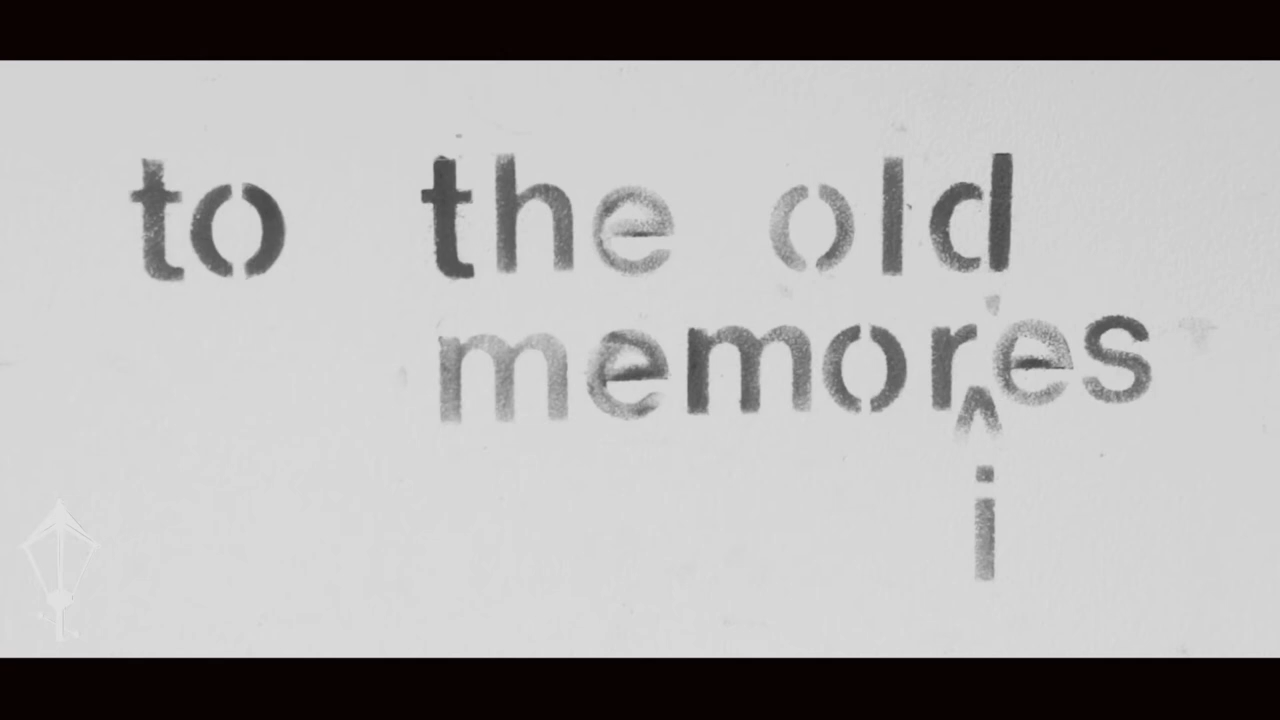 to the old
memores
^
i